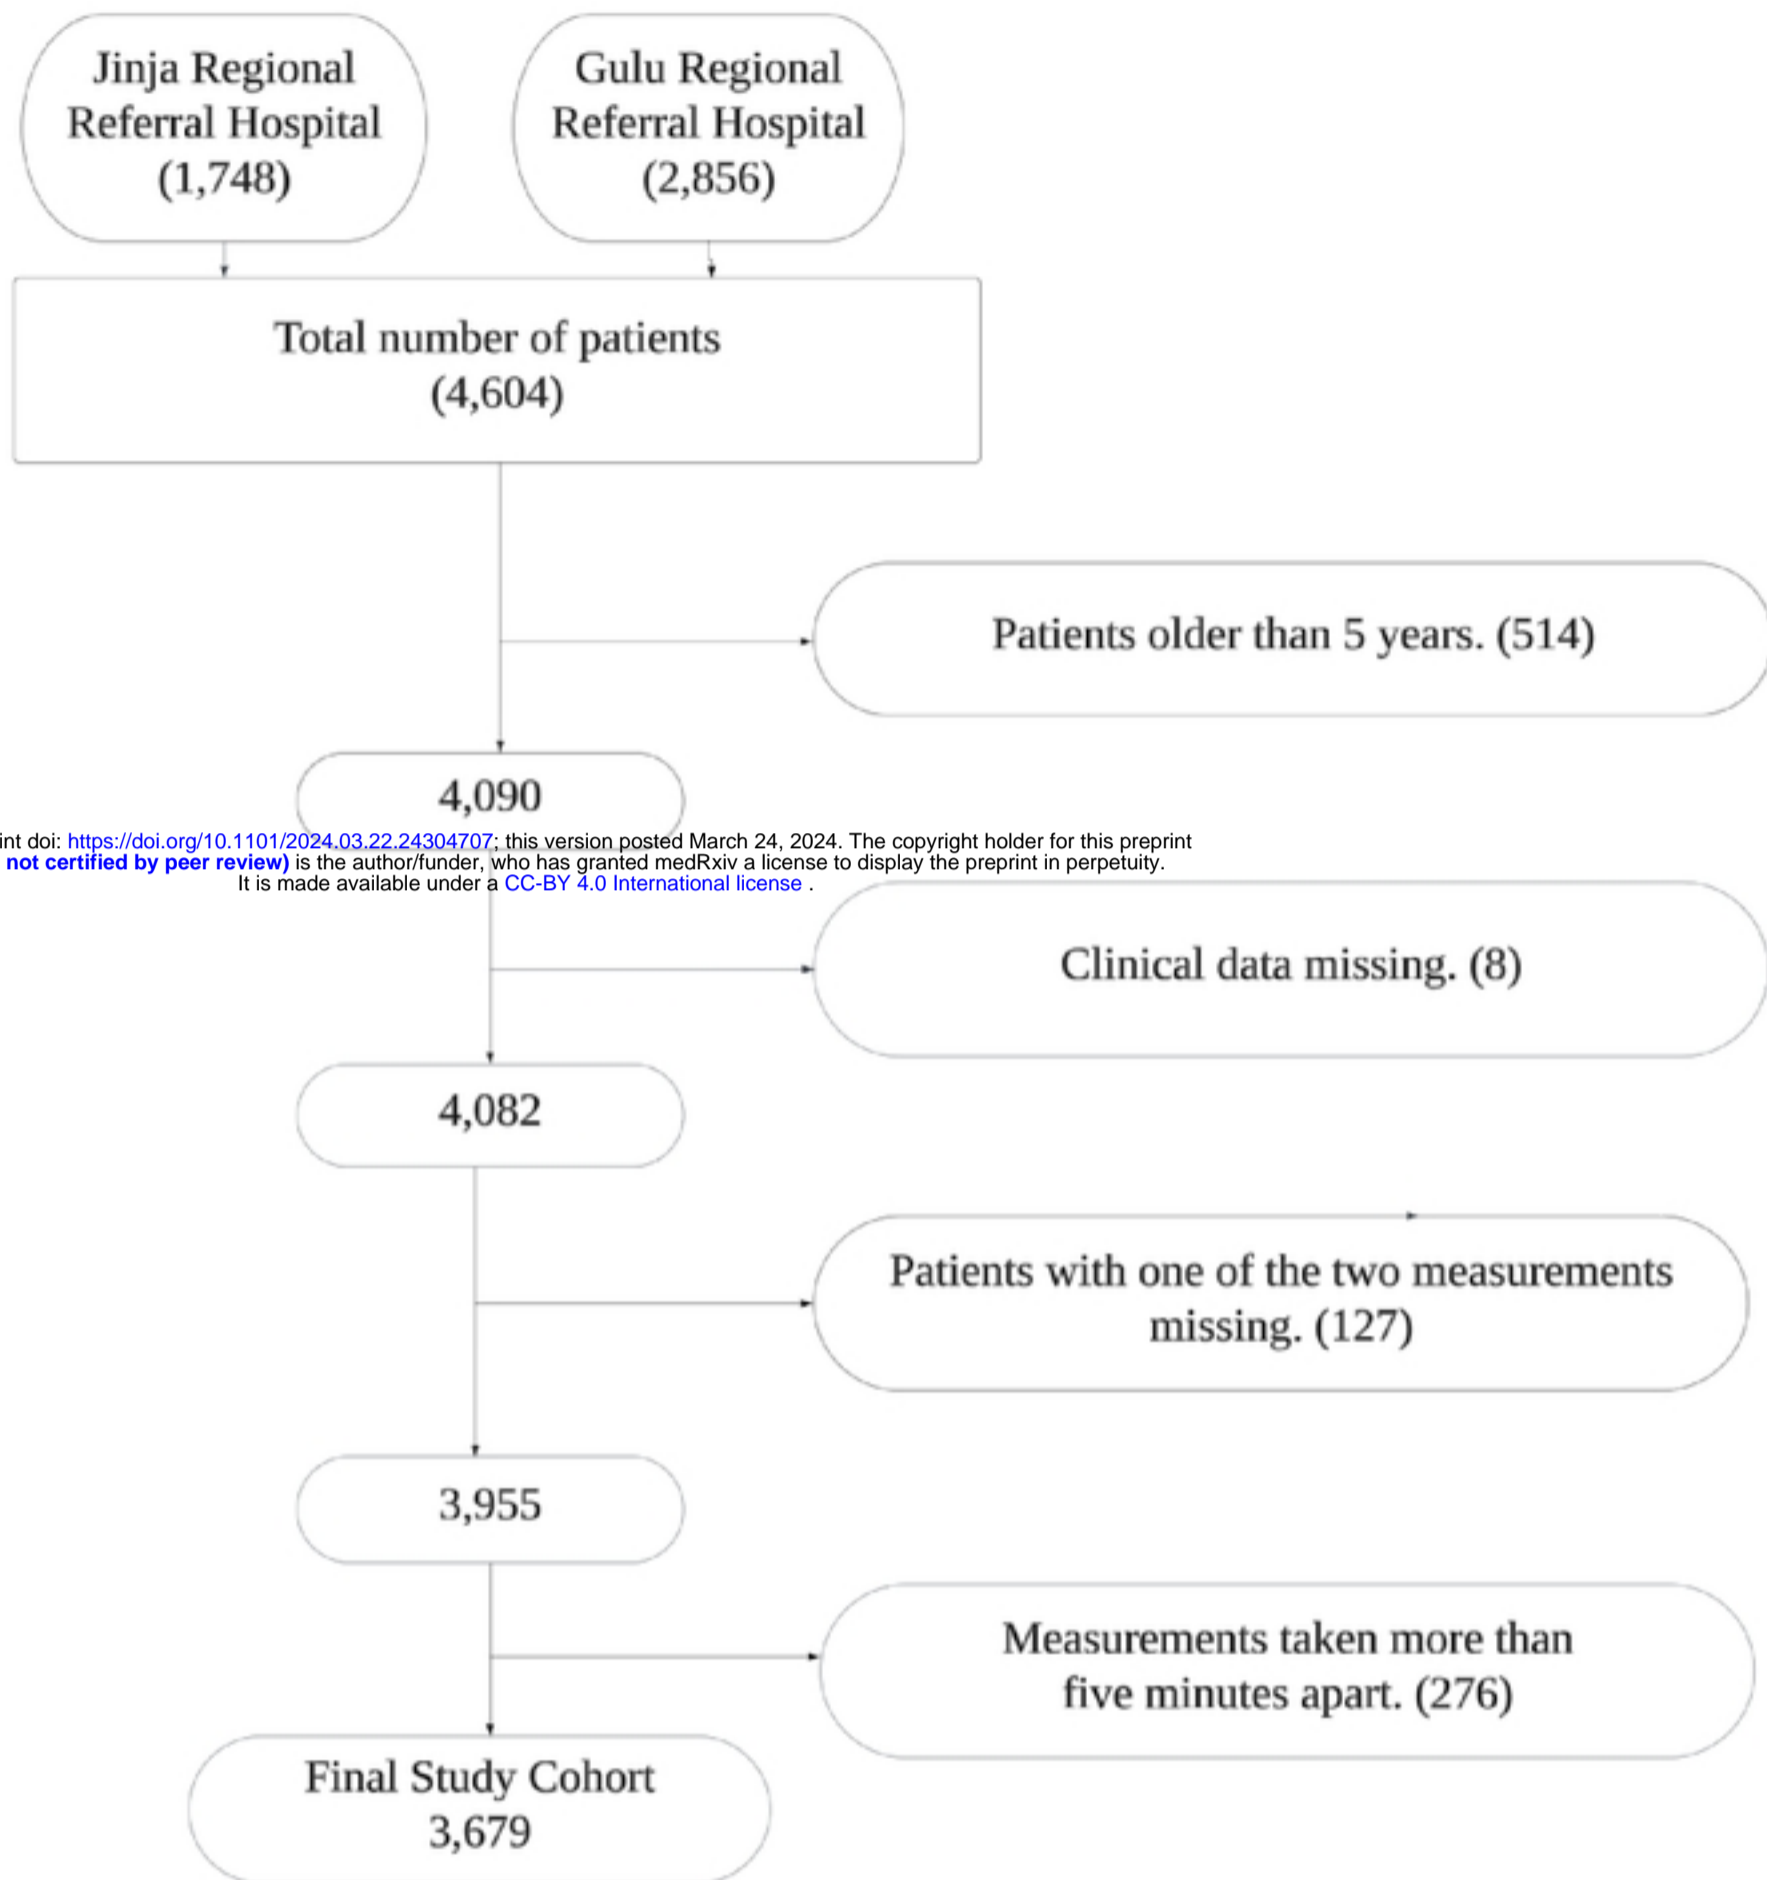 Jinja Regional
Referral Hospital
(1,748)
Gulu Regional
Referral Hospital
(2,856)
Total number of patients
(4,604)
Patients older than 5 years. (514)
4,090
int doi: https://doi.org/10.1101/2024.03.22.24304707; this version posted March 24, 2024. The copyright holder for this preprint
not certified by peer review) is the author/funder, who has granted medRxiv a license to display the preprint in perpetuity.
It is made available under a CC-BY 4.0 International license .
Clinical data missing. (8)
4,082
Patients with one of the two measurements
missing. (127)
3,955
Measurements taken more than
five minutes apart. (276)
Final Study Cohort
3,679